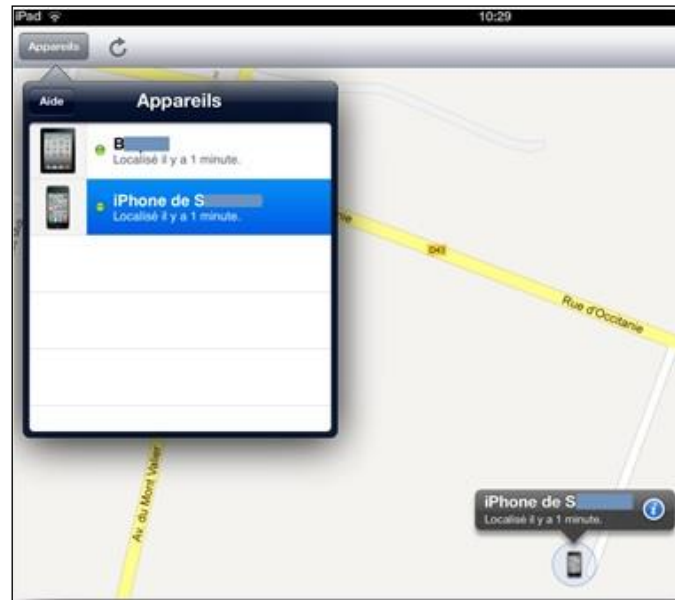 iPad 10:29
Appareils
Aide Appareils
B
Localisé il y a 1 minute.
iPhone de S
Localisé il y a 1 minute.
D43
Rue d'Occitanie
Av. du Mont Valier
iPhone de S
Localisé il y a 1 minute.